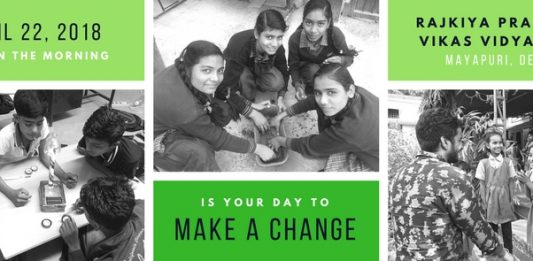 IL 22, 2018
N THE MORNING
IS YOUR DAY TO
MAKE A CHANGE
RAJKIYA PRA
VIKAS VIDYA
MAYAPURI, DE